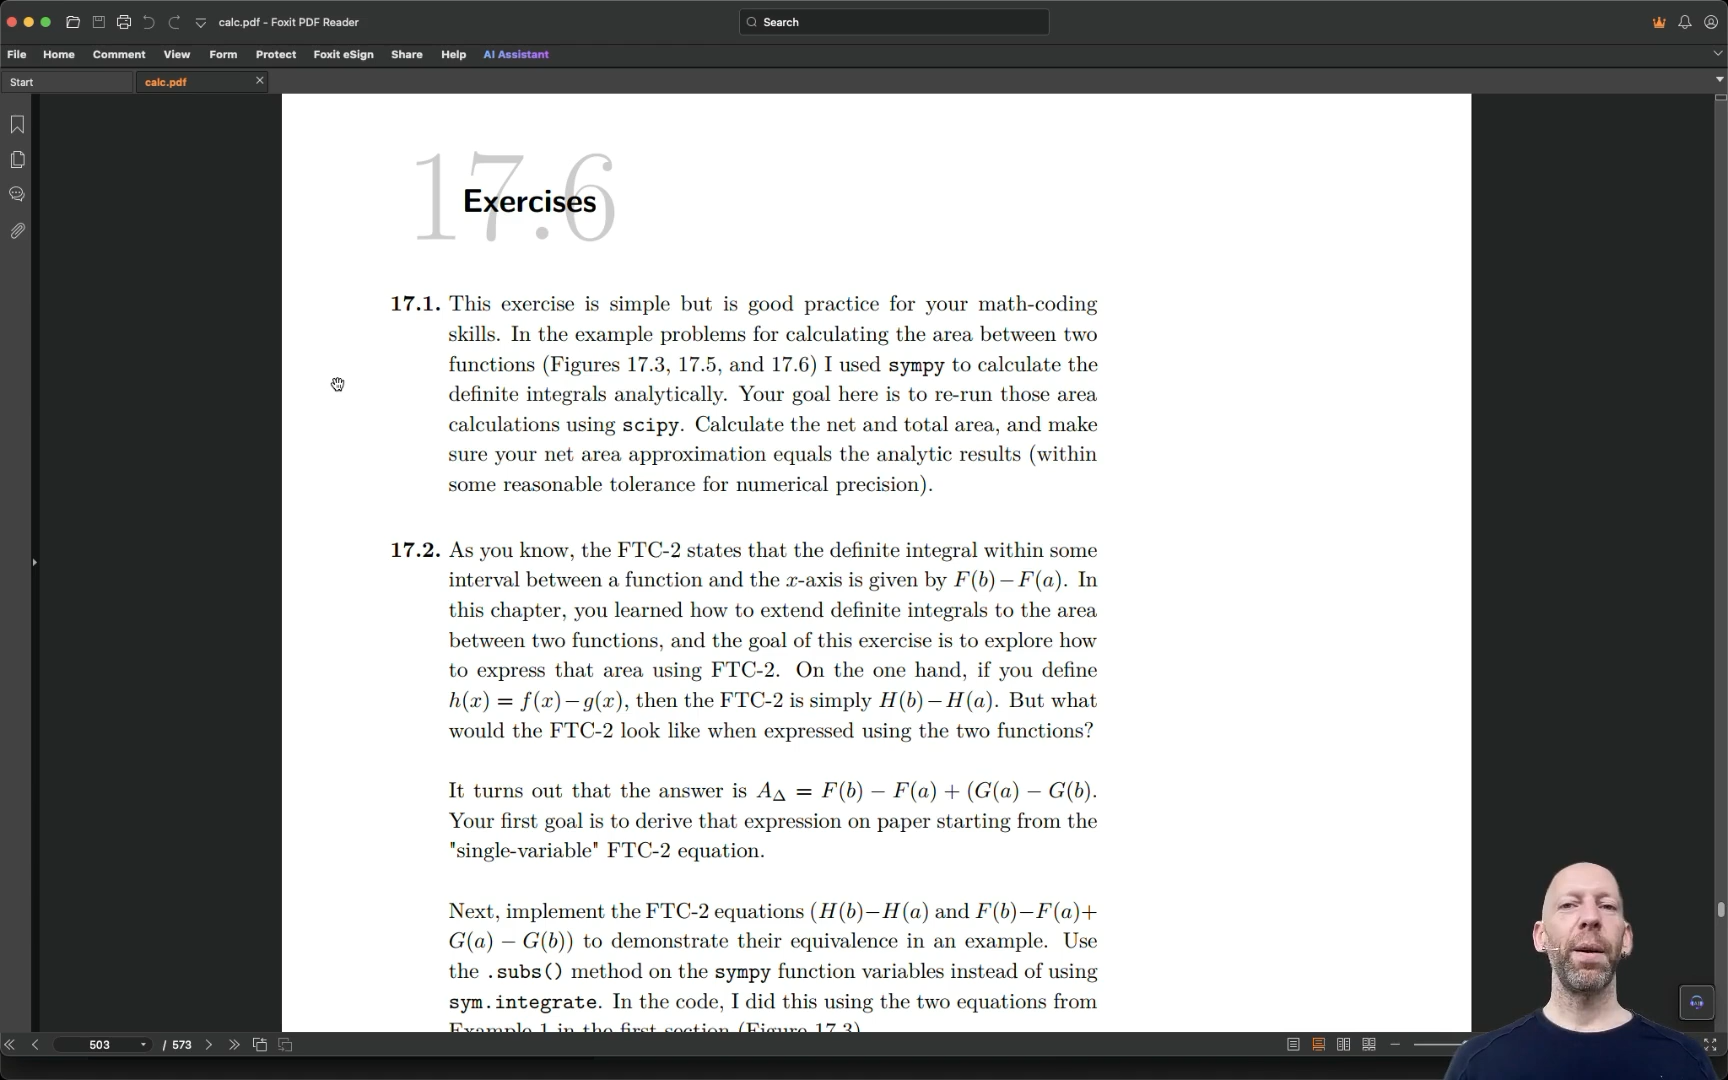 calc.pdf - Foxit PDF Reader
Search
File Home Comment View Form Protect Foxit eSign Share Help AI Assistant
Start calc.pdf
17.6
Exercises
17.1. This exercise is simple but is good practice for your math-coding
skills. In the example problems for calculating the area between two
functions (Figures 17.3, 17.5, and 17.6) I used sympy to calculate the
definite integrals analytically. Your goal here is to re-run those area
calculations using scipy. Calculate the net and total area, and make
sure your net area approximation equals the analytic results (within
some reasonable tolerance for numerical precision).
17.2. As you know, the FTC-2 states that the definite integral within some
interval between a function and the x-axis is given by F(b) − F(a). In
this chapter, you learned how to extend definite integrals to the area
between two functions, and the goal of this exercise is to explore how
to express that area using FTC-2. On the one hand, if you define
h(x) = f(x) − g(x), then the FTC-2 is simply H(b) − H(a). But what
would the FTC-2 look like when expressed using the two functions?
It turns out that the answer is A_Δ = F(b) − F(a) + (G(a) − G(b).
Your first goal is to derive that expression on paper starting from the
"single-variable" FTC-2 equation.
Next, implement the FTC-2 equations (H(b)−H(a) and F(b)−F(a)+
G(a) − G(b)) to demonstrate their equivalence in an example. Use
the .subs() method on the sympy function variables instead of using
sym.integrate. In the code, I did this using the two equations from
Example 1 in the first section (Figure 17.3)
503 / 573